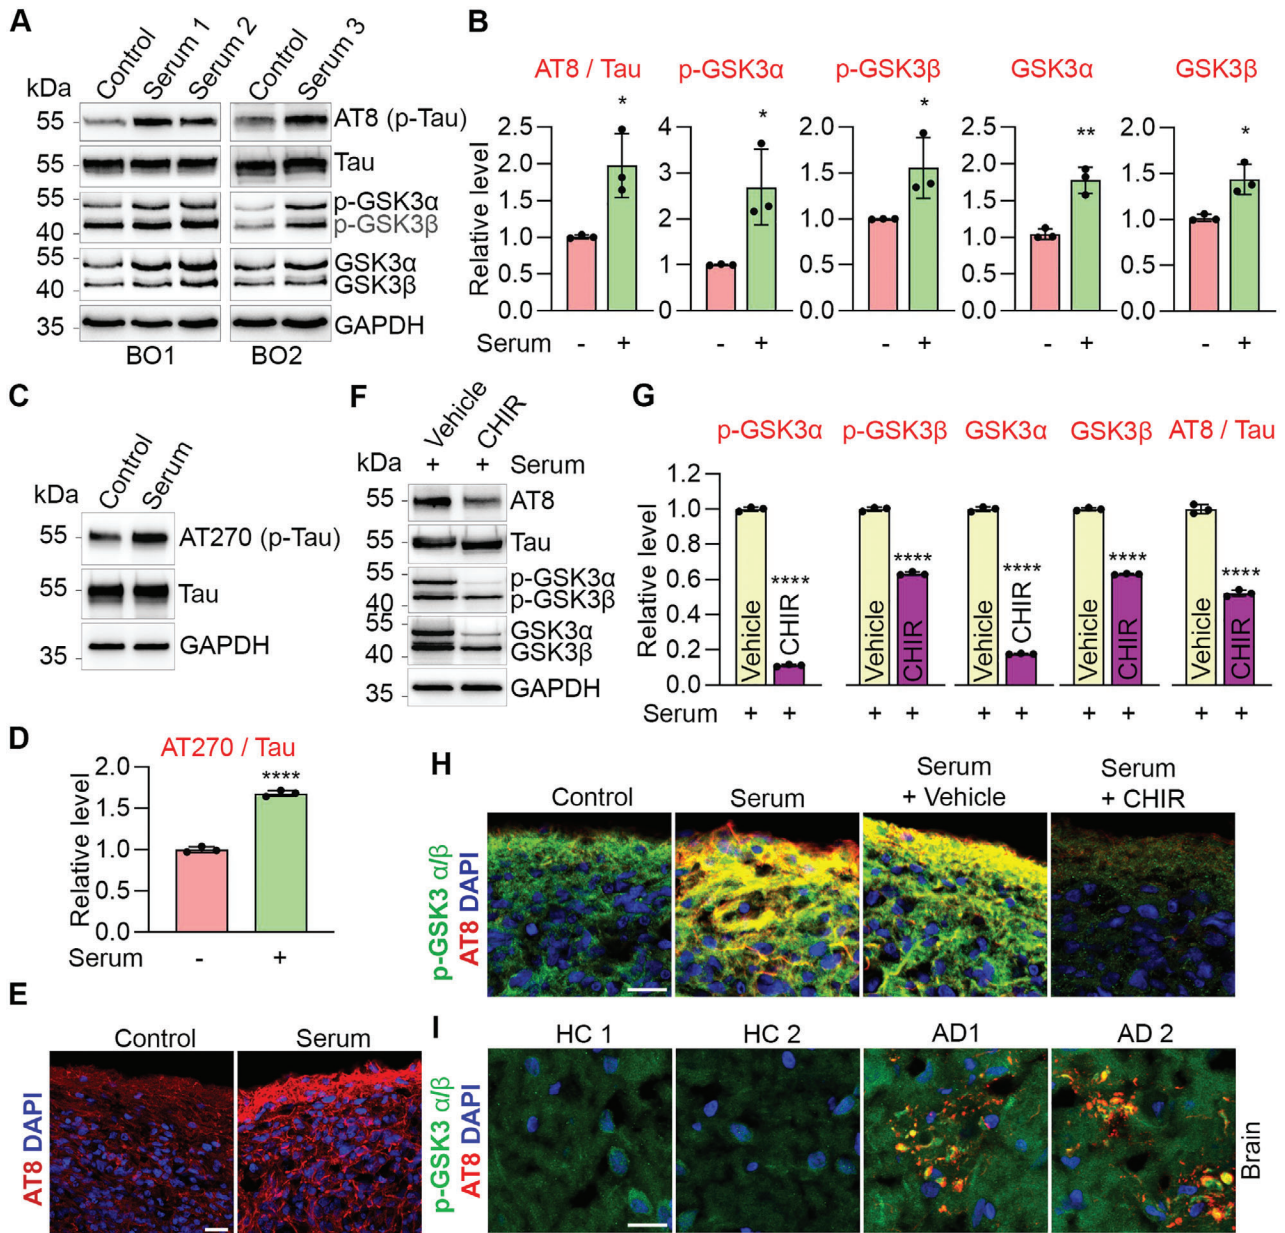 A
Control
Serum 1
Serum 2
Control
Serum 3
kDa
55
AT8 (p-Tau)
55
Tau
55
p-GSK3α
40
p-GSK3β
55
GSK3α
40
GSK3β
35
GAPDH
BO1
BO2
B
AT8 / Tau
p-GSK3α
p-GSK3β
GSK3α
GSK3β
Relative level
2.5
2.0
1.5
1.0
0.5
0.0
*
4
3
2
1
0
*
2.0
1.5
1.0
0.5
0.0
*
2.5
2.0
1.5
1.0
0.5
0.0
**
2.0
1.5
1.0
0.5
0.0
*
Serum - + - + - + - + - +
C
Control
Serum
kDa
55
AT270 (p-Tau)
55
Tau
35
GAPDH
D
AT270 / Tau
Relative level
2.0
1.5
1.0
0.5
0.0
****
Serum - +
E
Control
Serum
AT8 DAPI
F
Vehicle
CHIR
kDa
+ + Serum
55
AT8
55
Tau
55
p-GSK3α
40
p-GSK3β
55
GSK3α
40
GSK3β
35
GAPDH
G
p-GSK3α
p-GSK3β
GSK3α
GSK3β
AT8 / Tau
Relative level
1.2
1.0
0.8
0.6
0.4
0.2
0.0
****
****
****
****
****
Vehicle
CHIR
Vehicle
CHIR
Vehicle
CHIR
Vehicle
CHIR
Vehicle
CHIR
Serum + + + + + + + + + +
H
Control
Serum
Serum
+ Vehicle
Serum
+ CHIR
p-GSK3 α/β
AT8 DAPI
I
HC 1
HC 2
AD1
AD 2
p-GSK3 α/β
AT8 DAPI
Brain